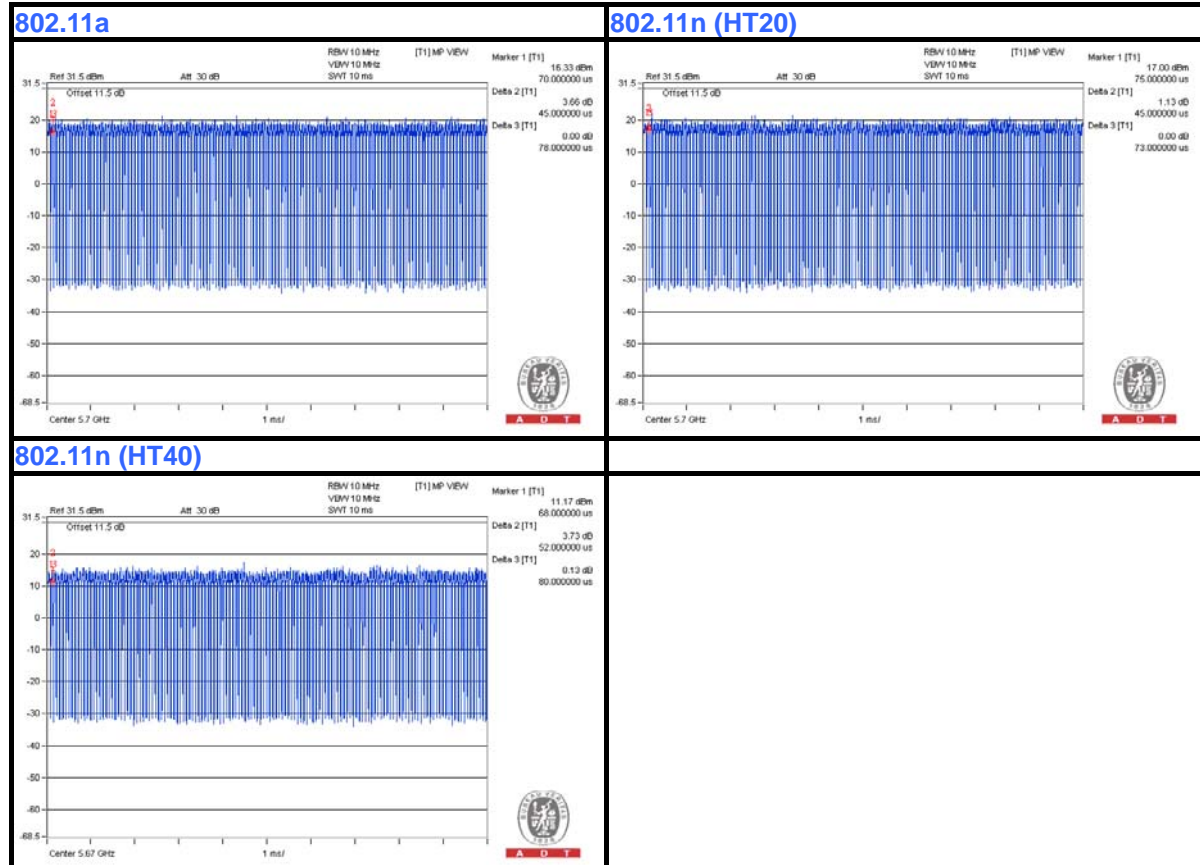 802.11a
RBW 10 MHz [T1] MP VIEW
VBW 10 MHz
Ref 31.5 dBm Att 30 dB SWT 10 ms
Marker 1 [T1]
16.33 dBm
70.000000 us
Delta 2 [T1]
3.66 dB
45.000000 us
Delta 3 [T1]
0.00 dB
78.000000 us
31.5
Offset 11.5 dB
20
10
0
-10
-20
-30
-40
-50
-60
-68.5
Center 5.7 GHz 1 ms/
BUREAU VERITAS
1828
A D T
802.11n (HT20)
RBW 10 MHz [T1] MP VIEW
VBW 10 MHz
Ref 31.5 dBm Att 30 dB SWT 10 ms
Marker 1 [T1]
17.00 dBm
75.000000 us
Delta 2 [T1]
1.13 dB
45.000000 us
Delta 3 [T1]
0.00 dB
73.000000 us
31.5
Offset 11.5 dB
20
10
0
-10
-20
-30
-40
-50
-60
-68.5
Center 5.7 GHz 1 ms/
BUREAU VERITAS
1828
A D T
802.11n (HT40)
RBW 10 MHz [T1] MP VIEW
VBW 10 MHz
Ref 31.5 dBm Att 30 dB SWT 10 ms
Marker 1 [T1]
11.17 dBm
68.000000 us
Delta 2 [T1]
3.73 dB
52.000000 us
Delta 3 [T1]
0.13 dB
80.000000 us
31.5
Offset 11.5 dB
20
10
0
-10
-20
-30
-40
-50
-60
-68.5
Center 5.67 GHz 1 ms/
BUREAU VERITAS
1828
A D T